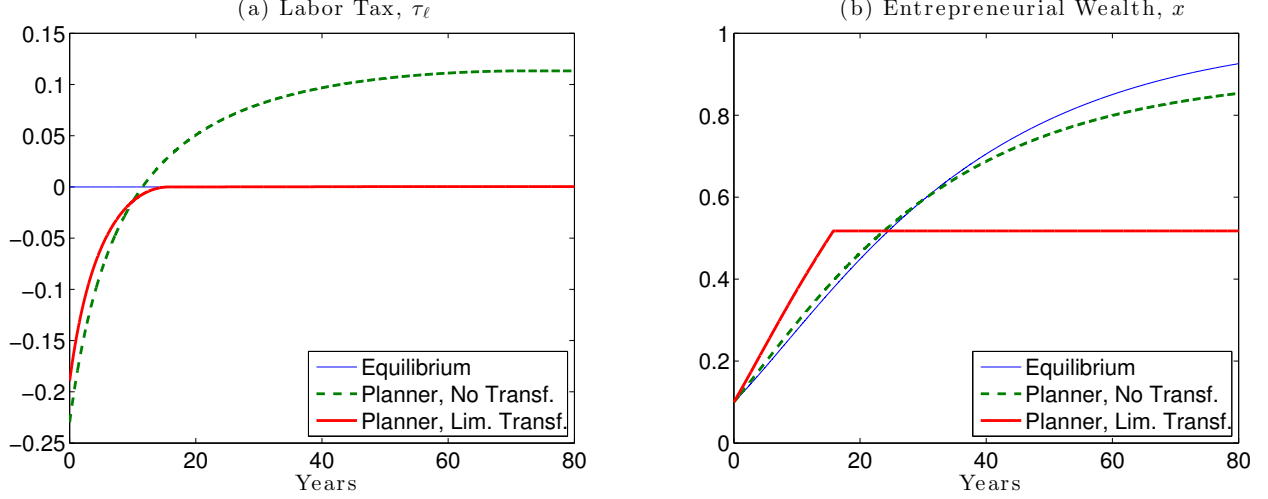 (a) Labor Tax, τℓ
0.15
0.1
0.05
0
−0.05
−0.1
−0.15
−0.2
−0.25
0 20 40 60 80
Years
Equilibrium
Planner, No Transf.
Planner, Lim. Transf.
(b) Entrepreneurial Wealth, x
1
0.8
0.6
0.4
0.2
0
0 20 40 60 80
Years
Equilibrium
Planner, No Transf.
Planner, Lim. Transf.